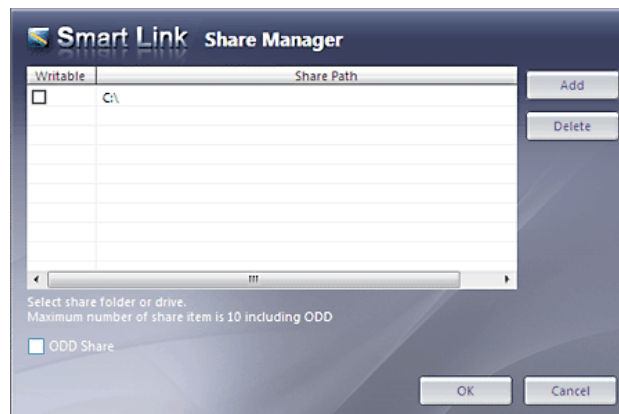 Smart Link Share Manager
Writable Share Path
C:\
Add
Delete
Select share folder or drive.
Maximum number of share item is 10 including ODD
ODD Share
OK Cancel